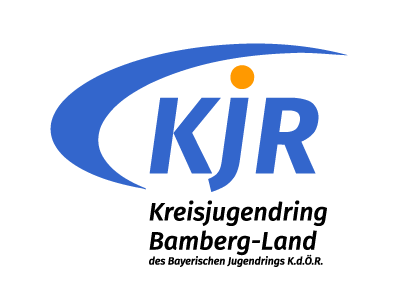 KjR
Kreisjugendring
Bamberg-Land
des Bayerischen Jugendrings K.d.Ö.R.